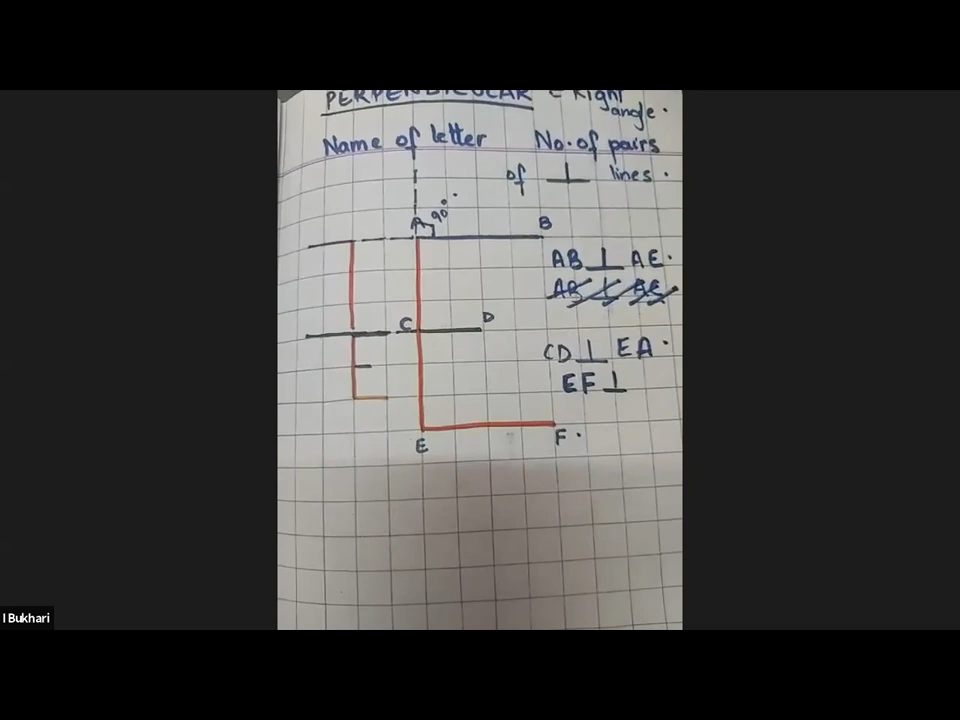 PERPENDICULAR ∟ Right
angle.
Name of letter No. of pairs
of ⊥ lines.
90°
A B
AB ⊥ AE.
C D
CD ⊥ EA.
EF ⊥
E F.
I Bukhari